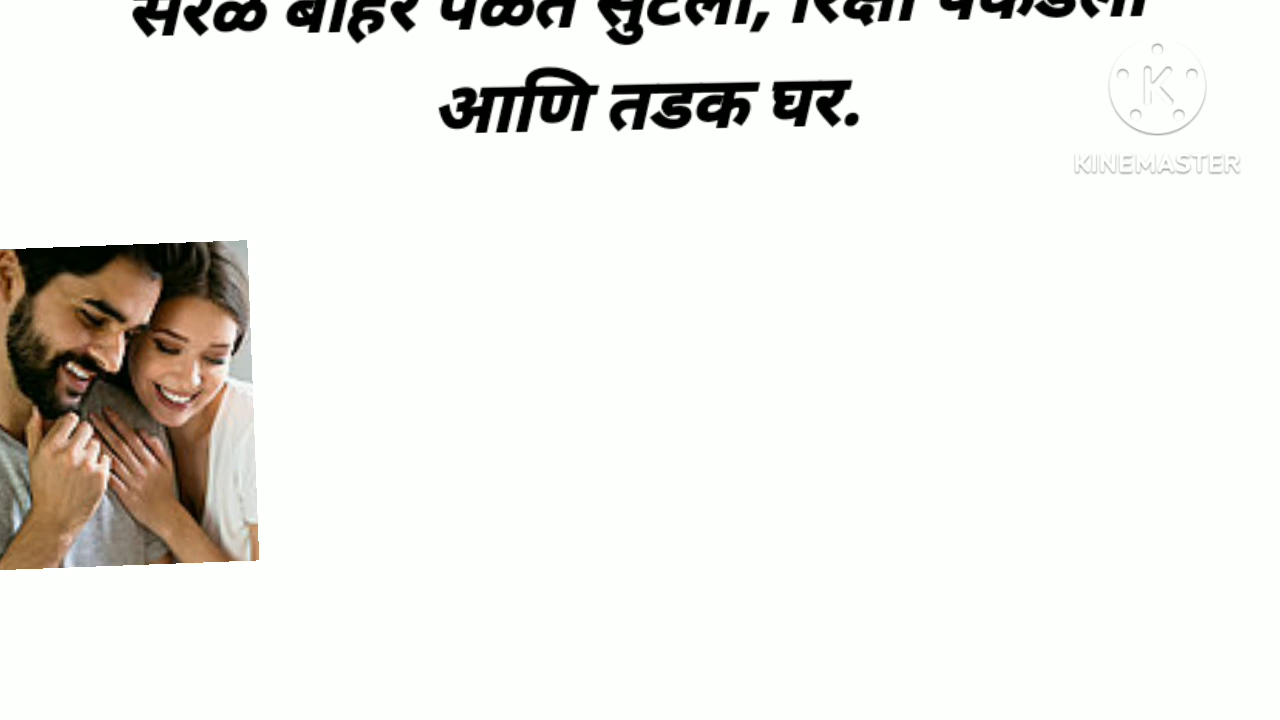 सरळ बाहेर पळत सुटला, रिक्षा पकडला
आणि तडक घर.
K
KINEMASTER